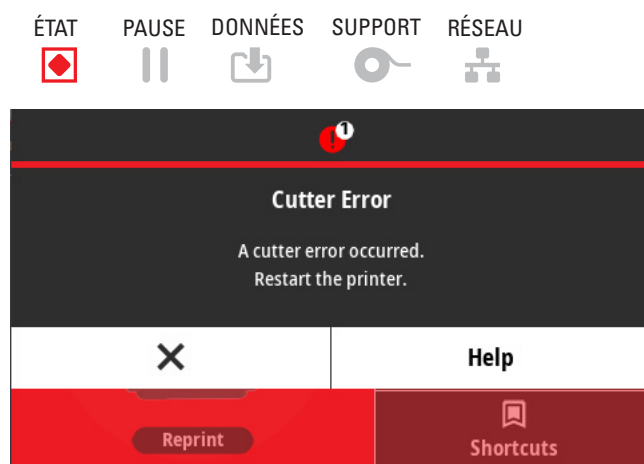 ÉTAT PAUSE DONNÉES SUPPORT RÉSEAU
1
Cutter Error
A cutter error occurred.
Restart the printer.
Help
Reprint
Shortcuts